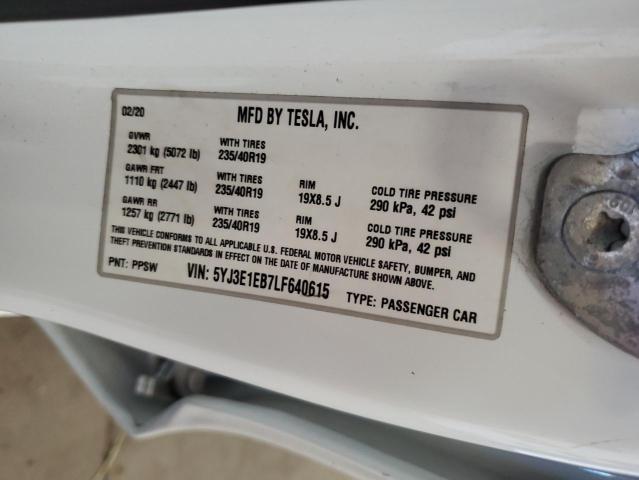 02/20 MFD BY TESLA, INC.
GVWR WITH TIRES
2301 kg (5072 lb) 235/40R19
GAWR FRT WITH TIRES RIM COLD TIRE PRESSURE
1110 kg (2447 lb) 235/40R19 19X8.5 J 290 kPa, 42 psi
GAWR RR WITH TIRES RIM COLD TIRE PRESSURE
1257 kg (2771 lb) 235/40R19 19X8.5 J 290 kPa, 42 psi
THIS VEHICLE CONFORMS TO ALL APPLICABLE U.S. FEDERAL MOTOR VEHICLE SAFETY, BUMPER, AND
THEFT PREVENTION STANDARDS IN EFFECT ON THE DATE OF MANUFACTURE SHOWN ABOVE.
PNT: PPSW VIN: 5YJ3E1EB7LF640615 TYPE: PASSENGER CAR